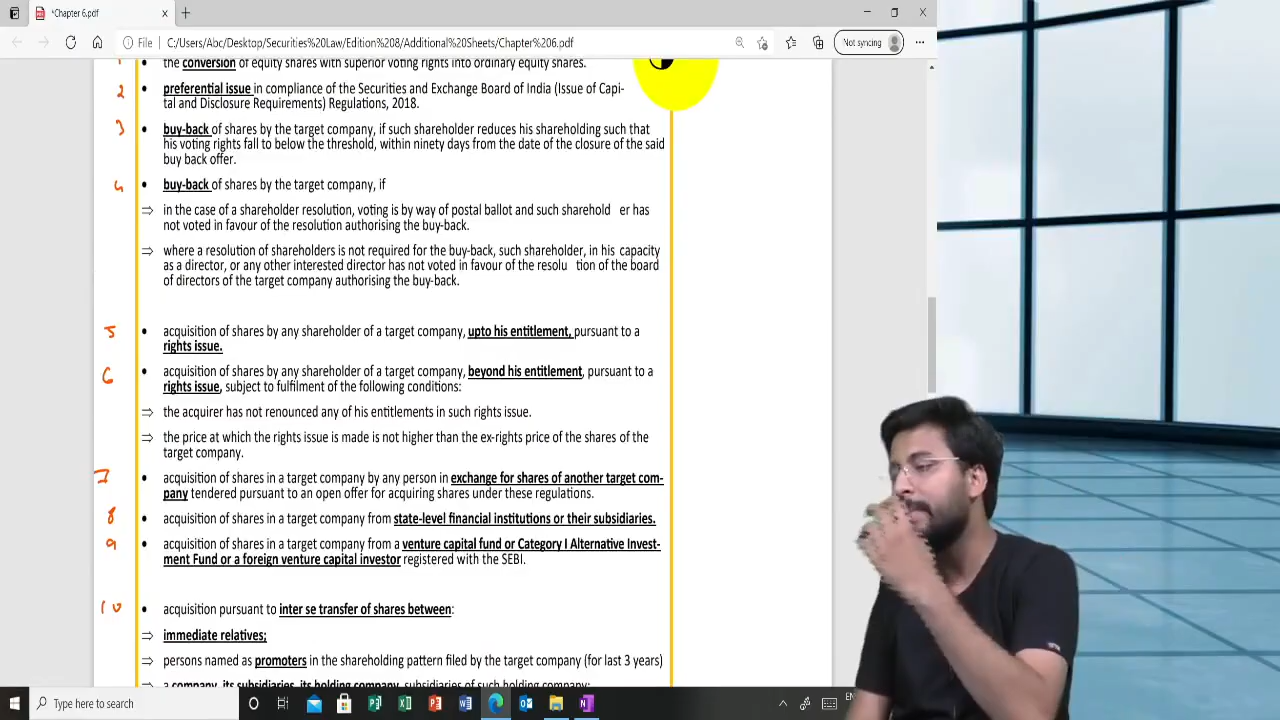 *Chapter 6.pdf
File
C:/Users/Abc/Desktop/Securities%20Law/Edition%208/Additional%20Sheets/Chapter%206.pdf
Not syncing
the conversion of equity shares with superior voting rights into ordinary equity shares.
2 • preferential issue in compliance of the Securities and Exchange Board of India (Issue of Capi-
tal and Disclosure Requirements) Regulations, 2018.
3 • buy-back of shares by the target company, if such shareholder reduces his shareholding such that
his voting rights fall to below the threshold, within ninety days from the date of the closure of the said
buy back offer.
4 • buy-back of shares by the target company, if
⇒ in the case of a shareholder resolution, voting is by way of postal ballot and such sharehold er has
not voted in favour of the resolution authorising the buy-back.
⇒ where a resolution of shareholders is not required for the buy-back, such shareholder, in his capacity
as a director, or any other interested director has not voted in favour of the resolu tion of the board
of directors of the target company authorising the buy-back.
5 • acquisition of shares by any shareholder of a target company, upto his entitlement, pursuant to a
rights issue.
6 • acquisition of shares by any shareholder of a target company, beyond his entitlement, pursuant to a
rights issue, subject to fulfilment of the following conditions:
⇒ the acquirer has not renounced any of his entitlements in such rights issue.
⇒ the price at which the rights issue is made is not higher than the ex-rights price of the shares of the
target company.
7 • acquisition of shares in a target company by any person in exchange for shares of another target com-
pany tendered pursuant to an open offer for acquiring shares under these regulations.
8 • acquisition of shares in a target company from state-level financial institutions or their subsidiaries.
9 • acquisition of shares in a target company from a venture capital fund or Category I Alternative Invest-
ment Fund or a foreign venture capital investor registered with the SEBI.
10 • acquisition pursuant to inter se transfer of shares between:
⇒ immediate relatives;
⇒ persons named as promoters in the shareholding pattern filed by the target company (for last 3 years)
⇒ a company, its subsidiaries, its holding company, subsidiaries of such holding company;
Type here to search